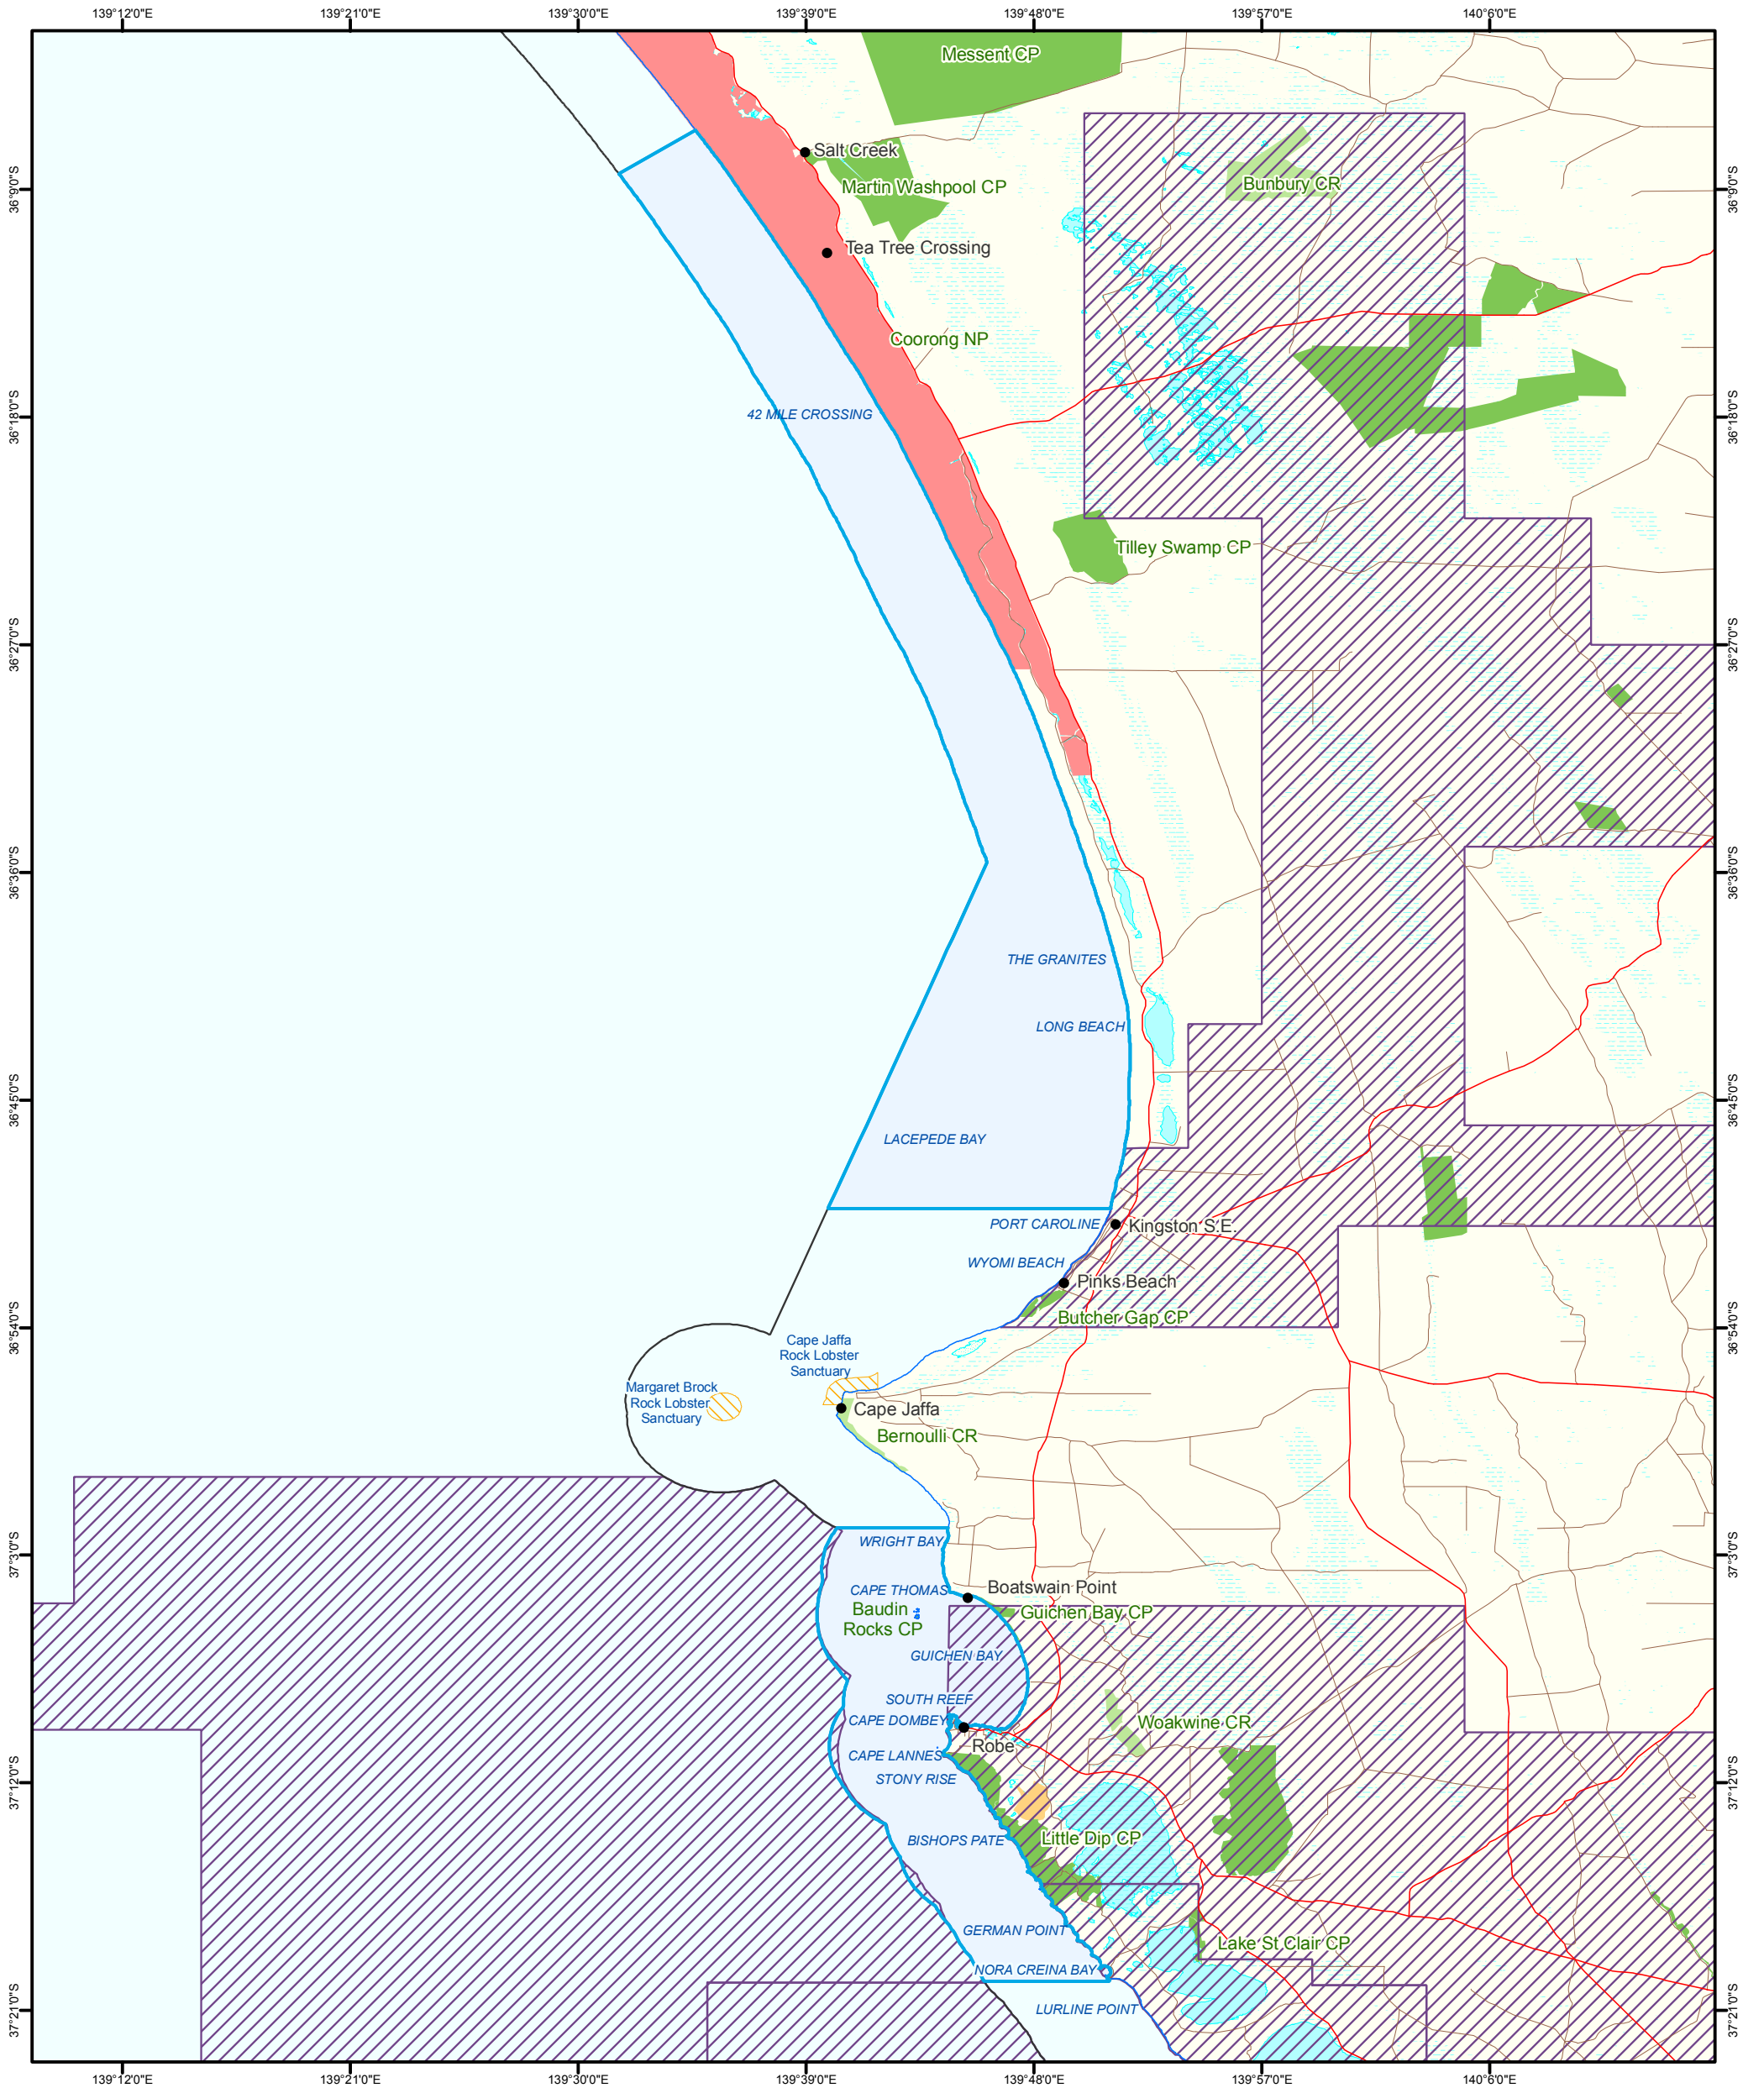 139°12'0"E
139°21'0"E
139°30'0"E
139°39'0"E
139°48'0"E
139°57'0"E
140°6'0"E
Messent CP
Salt Creek
Martin Washpool CP
Bunbury CR
36°9'0"S
36°9'0"S
Tea Tree Crossing
Coorong NP
42 MILE CROSSING
36°18'0"S
36°18'0"S
Tilley Swamp CP
36°27'0"S
36°27'0"S
36°36'0"S
36°36'0"S
THE GRANITES
LONG BEACH
36°45'0"S
36°45'0"S
LACEPEDE BAY
PORT CAROLINE
Kingston S.E.
WYOMI BEACH
Pinks Beach
Butcher Gap CP
36°54'0"S
36°54'0"S
Cape Jaffa
Rock Lobster
Sanctuary
Margaret Brock
Rock Lobster
Sanctuary
Cape Jaffa
Bernoulli CR
WRIGHT BAY
37°3'0"S
37°3'0"S
CAPE THOMAS
Boatswain Point
Baudin
Rocks CP
Guichen Bay CP
GUICHEN BAY
SOUTH REEF
CAPE DOMBEY
Woakwine CR
Robe
CAPE LANNES
STONY RISE
37°12'0"S
37°12'0"S
BISHOPS PATE
Little Dip CP
GERMAN POINT
Lake St Clair CP
NORA CREINA BAY
LURLINE POINT
37°21'0"S
37°21'0"S
139°12'0"E
139°21'0"E
139°30'0"E
139°39'0"E
139°48'0"E
139°57'0"E
140°6'0"E